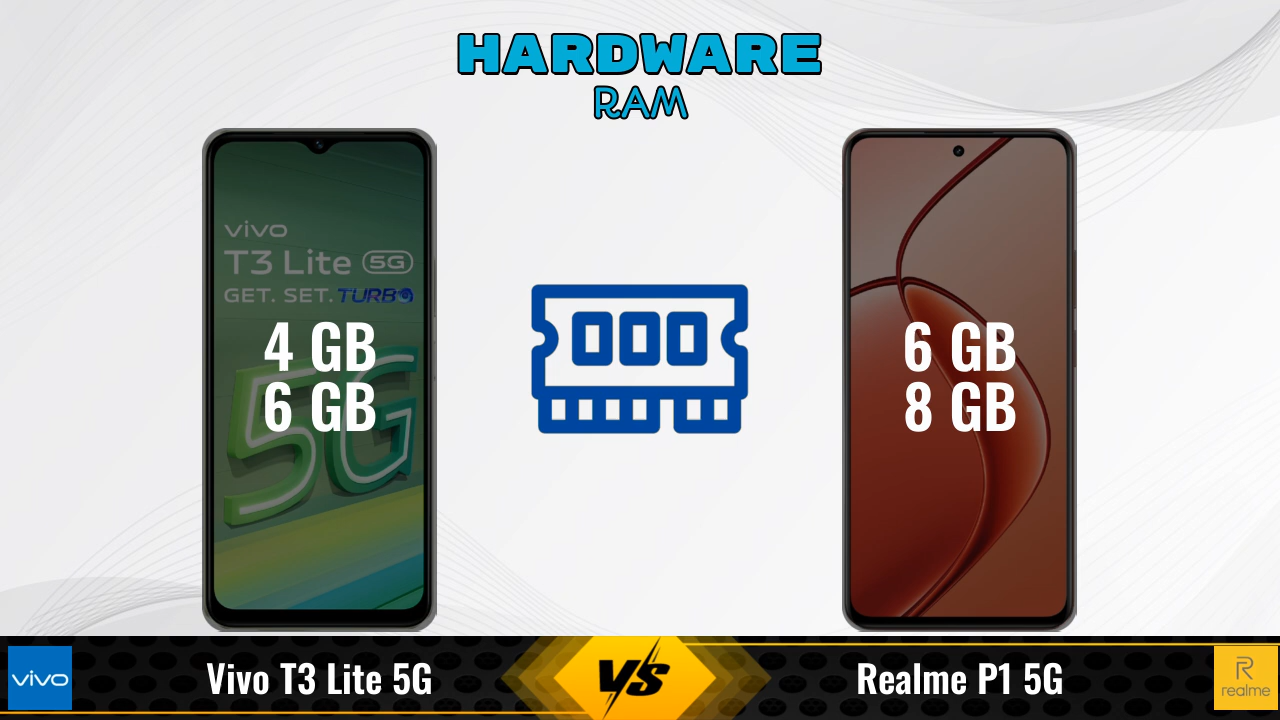 HARDWARE
RAM
vivo
T3 Lite 5G
GET. SET. TURBO
5G
4 GB
6 GB
6 GB
8 GB
vivo
Vivo T3 Lite 5G
VS
Realme P1 5G
R
realme